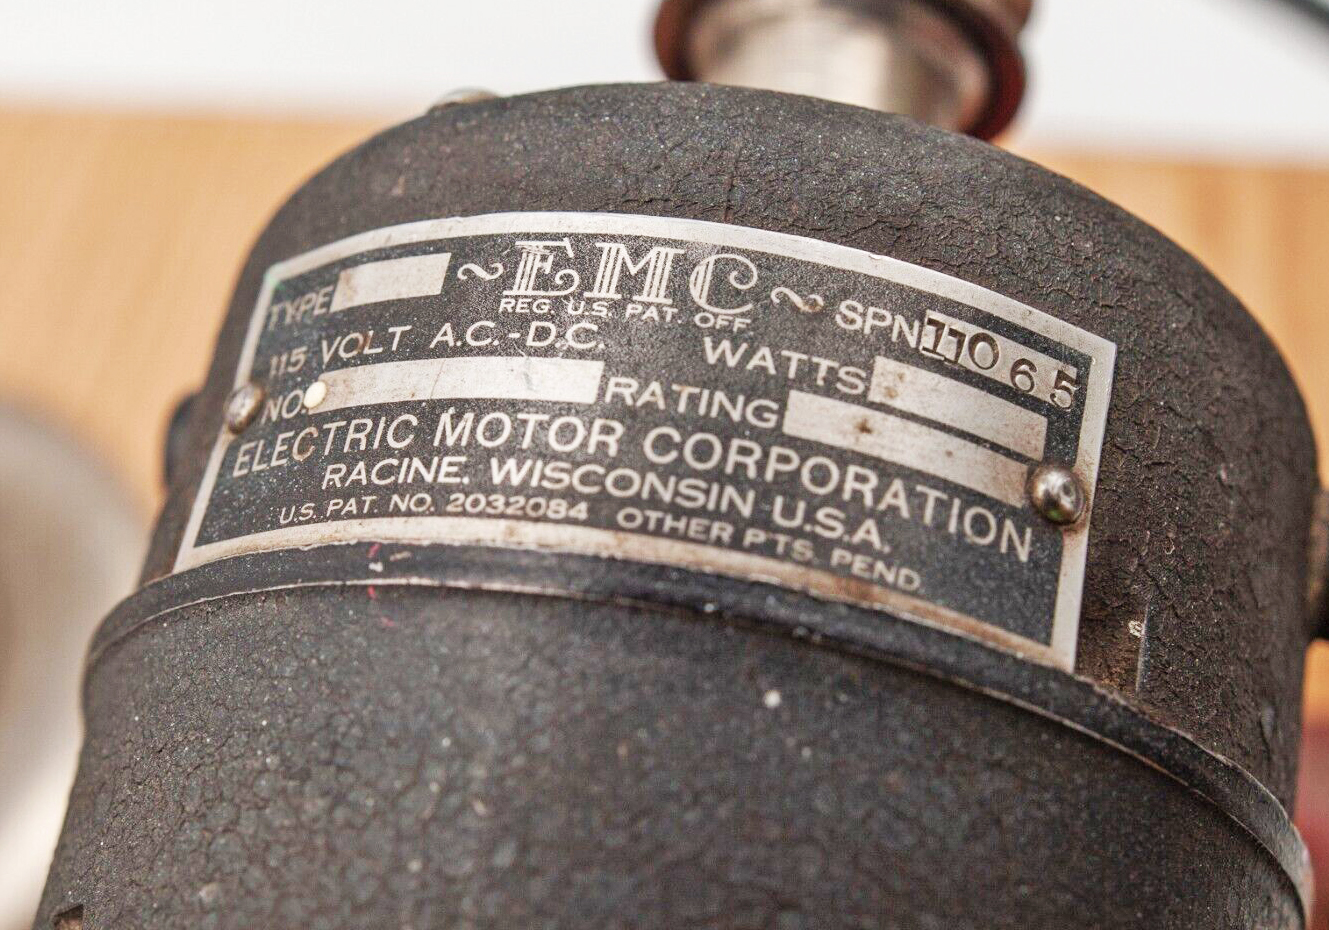 TYPE ~EMC~ SPN 11065
REG. U.S. PAT. OFF.
115 VOLT A.C.-D.C. WATTS
NO. RATING
ELECTRIC MOTOR CORPORATION
RACINE. WISCONSIN U.S.A.
U.S. PAT. NO. 2032084 OTHER PTS. PEND.